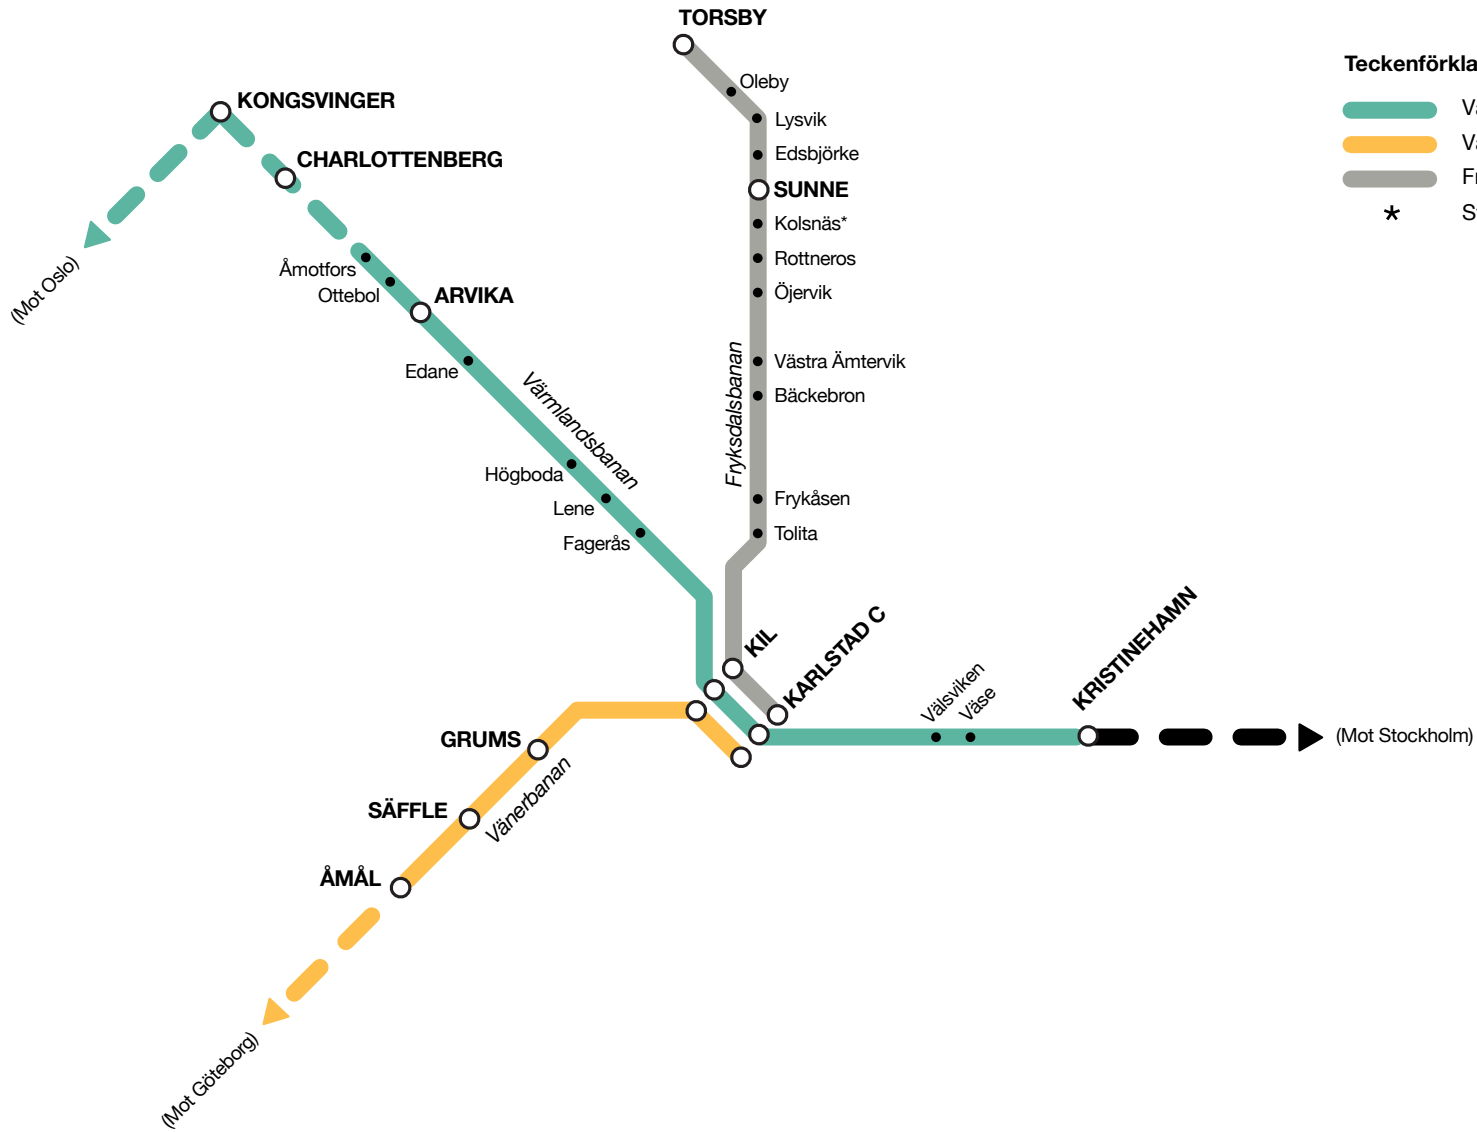 TORSBY
Oleby
Lysvik
Edsbjörke
SUNNE
Kolsnäs*
Rottneros
Öjervik
Västra Ämtervik
Bäckebron
Frykåsen
Tolita
Fryksdalsbanan
KONGSVINGER
CHARLOTTENBERG
(Mot Oslo)
Åmotfors
Ottebol
ARVIKA
Edane
Värmlandsbanan
Högboda
Lene
Fagerås
KIL
KARLSTAD C
Välsviken
Väse
KRISTINEHAMN
(Mot Stockholm)
GRUMS
SÄFFLE
Vänerbanan
ÅMÅL
(Mot Göteborg)
*